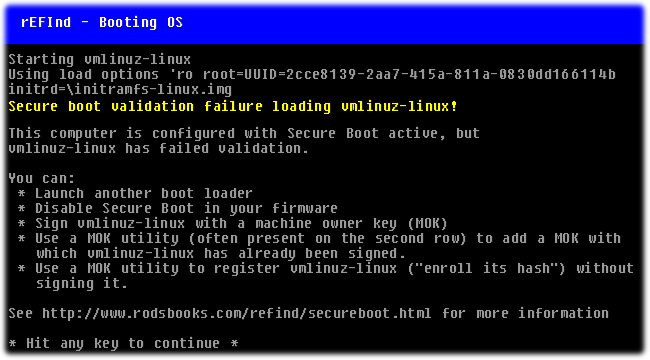 rEFInd - Booting OS
Starting vmlinuz-linux
Using load options 'ro root=UUID=2cce8139-2aa7-415a-811a-0830dd166114b
initrd=\initramfs-linux.img
Secure boot validation failure loading vmlinuz-linux!
This computer is configured with Secure Boot active, but
vmlinuz-linux has failed validation.
You can:
* Launch another boot loader
* Disable Secure Boot in your firmware
* Sign vmlinuz-linux with a machine owner key (MOK)
* Use a MOK utility (often present on the second row) to add a MOK with
which vmlinuz-linux has already been signed.
* Use a MOK utility to register vmlinuz-linux ("enroll its hash") without
signing it.
See http://www.rodsbooks.com/refind/secureboot.html for more information
* Hit any key to continue *